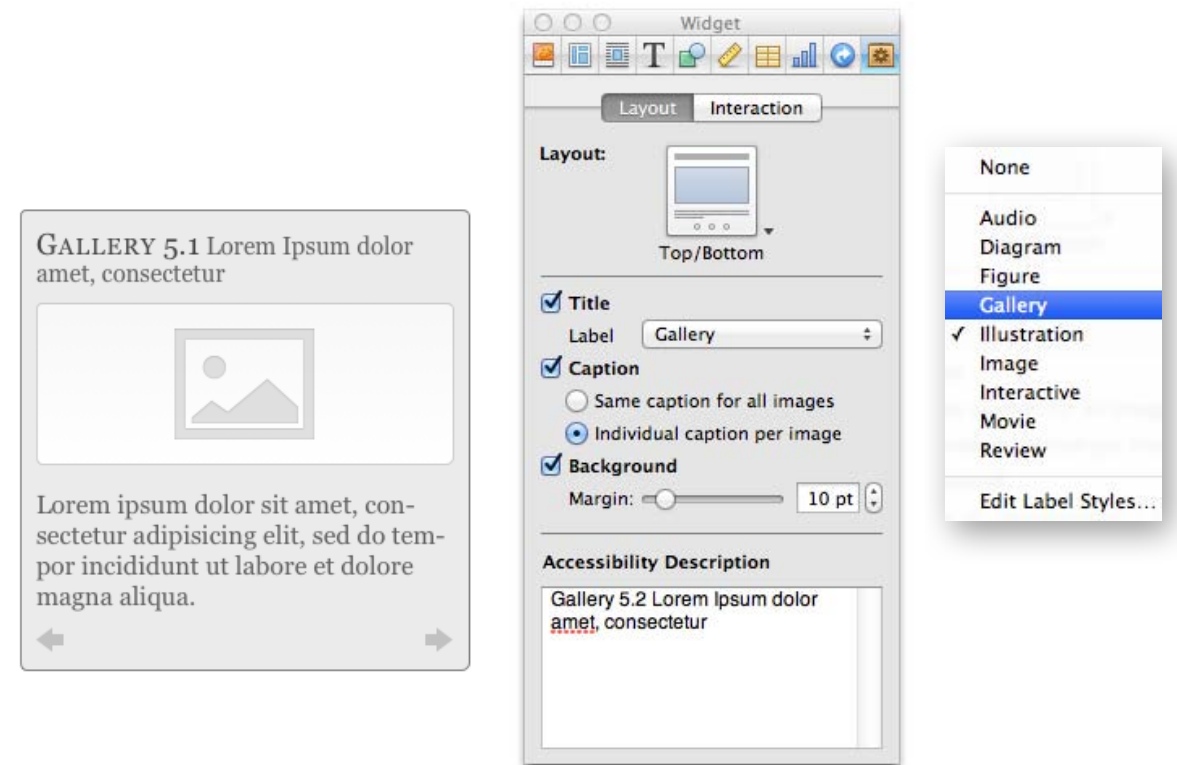 GALLERY 5.1 Lorem Ipsum dolor
amet, consectetur
Lorem ipsum dolor sit amet, con-
sectetur adipisicing elit, sed do tem-
por incididunt ut labore et dolore
magna aliqua.
Widget
Layout
Interaction
Layout:
Top/Bottom
Title
Label Gallery
Caption
Same caption for all images
Individual caption per image
Background
Margin: 10 pt
Accessibility Description
Gallery 5.2 Lorem Ipsum dolor
amet, consectetur
None
Audio
Diagram
Figure
Gallery
✓ Illustration
Image
Interactive
Movie
Review
Edit Label Styles...